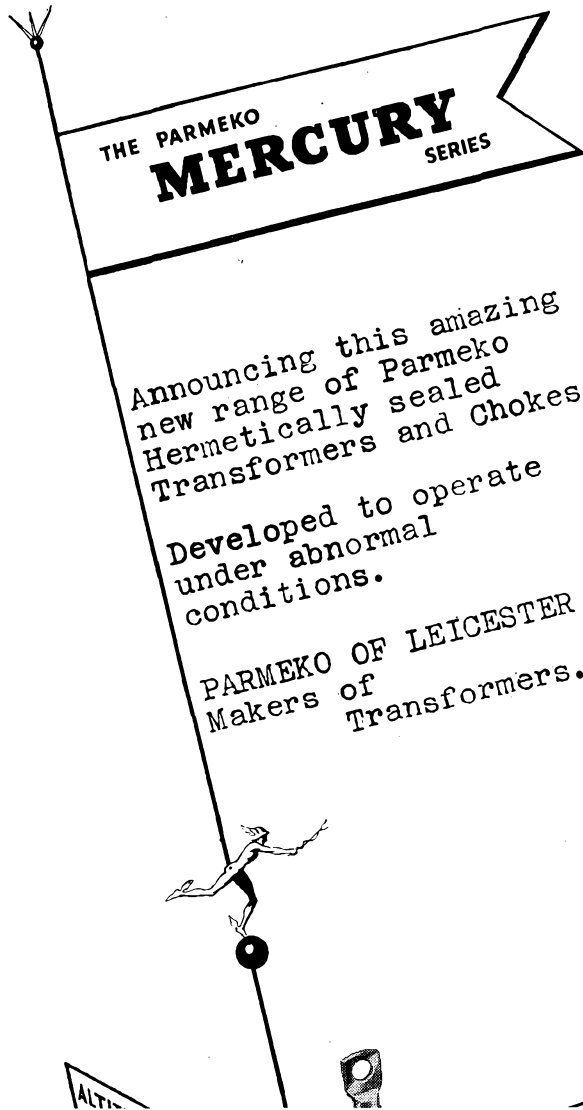 THE PARMEKO
MERCURY
SERIES
Announcing this amazing
new range of Parmeko
Hermetically sealed
Transformers and Chokes
Developed to operate
under abnormal
conditions.
PARMEKO OF LEICESTER
Makers of
Transformers.